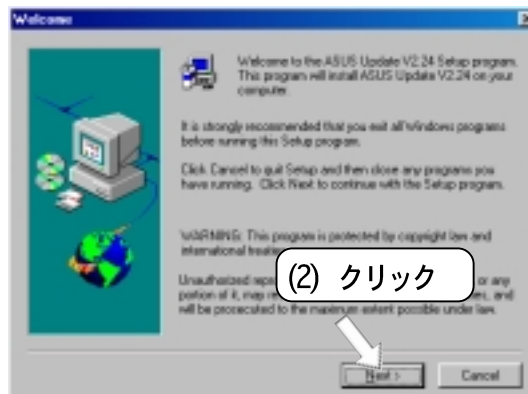 Welcome
Welcome to the ASUS Update V2.24 Setup program.
This program will install ASUS Update V2.24 on your
computer.
It is strongly recommended that you exit all Windows programs
before running this Setup program.
Click Cancel to quit Setup and then close any programs you
have running. Click Next to continue with the Setup program.
WARNING: This program is protected by copyright law and
international
Unauthorized or any
portion of it, may and
will be prosecuted to the maximum extent possible under law.
(2) クリック
Next >
Cancel